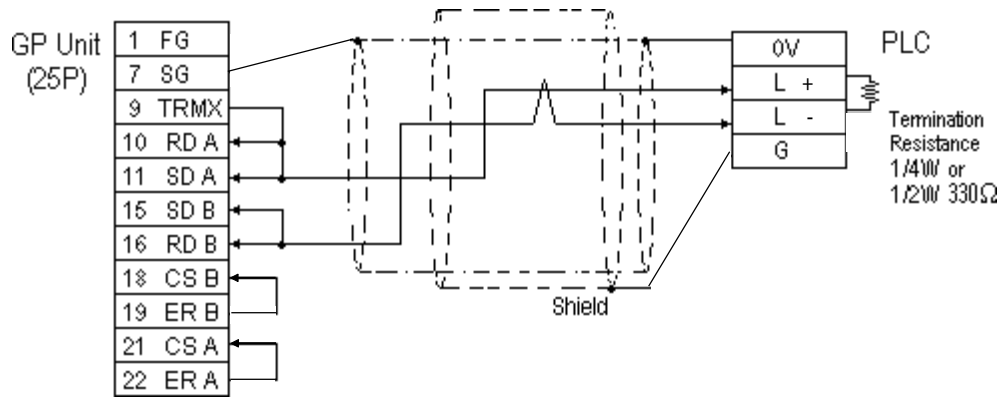 GP Unit
(25P)
1 FG
7 SG
9 TRMX
10 RD A
11 SD A
15 SD B
16 RD B
18 CS B
19 ER B
21 CS A
22 ER A
Shield
PLC
0V
L +
L -
G
Termination
Resistance
1/4W or
1/2W 330Ω